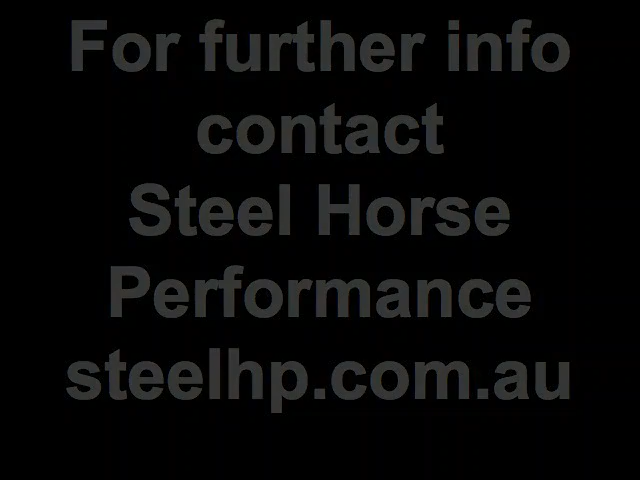 For further info
contact
Steel Horse
Performance
steelhp.com.au